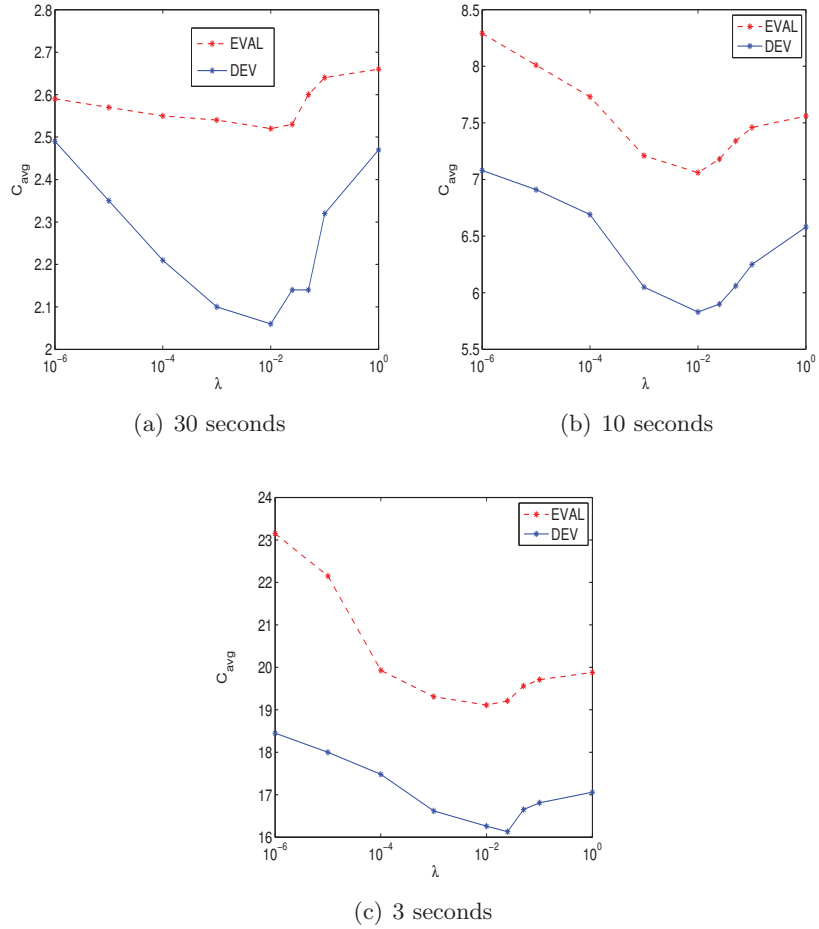 2.8
2.7
2.6
2.5
2.4
2.3
2.2
2.1
2
C_avg
10^−6
10^−4
10^−2
10^0
λ
EVAL
DEV
(a) 30 seconds
8.5
8
7.5
7
6.5
6
5.5
C_avg
10^−6
10^−4
10^−2
10^0
λ
EVAL
DEV
(b) 10 seconds
24
23
22
21
20
19
18
17
16
C_avg
10^−6
10^−4
10^−2
10^0
λ
EVAL
DEV
(c) 3 seconds